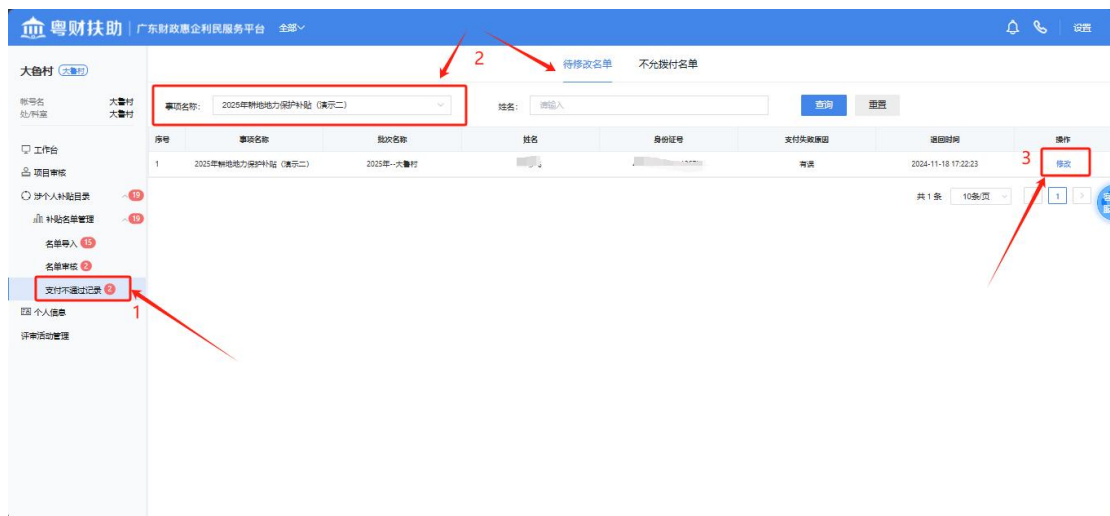 粤财扶助 | 广东财政惠企利民服务平台 全部
设置
大鲁村 大鲁村
帐号名 大鲁村
处/科室 大鲁村
工作台
项目审核
涉个人补贴目录 19
补贴名单管理 19
名单导入 15
名单审核 2
支付不通过记录 2
个人信息
评审活动管理
1
2
待修改名单 不允拨付名单
事项名称: 2025年耕地地力保护补贴（演示二） 姓名: 请输入 查询 重置
序号 事项名称 批次名称 姓名 身份证号 支付失败原因 退回时间 操作
1 2025年耕地地力保护补贴（演示二） 2025年--大鲁村 有误 2024-11-18 17:22:23 修改
3
共 1 条 10条/页 1